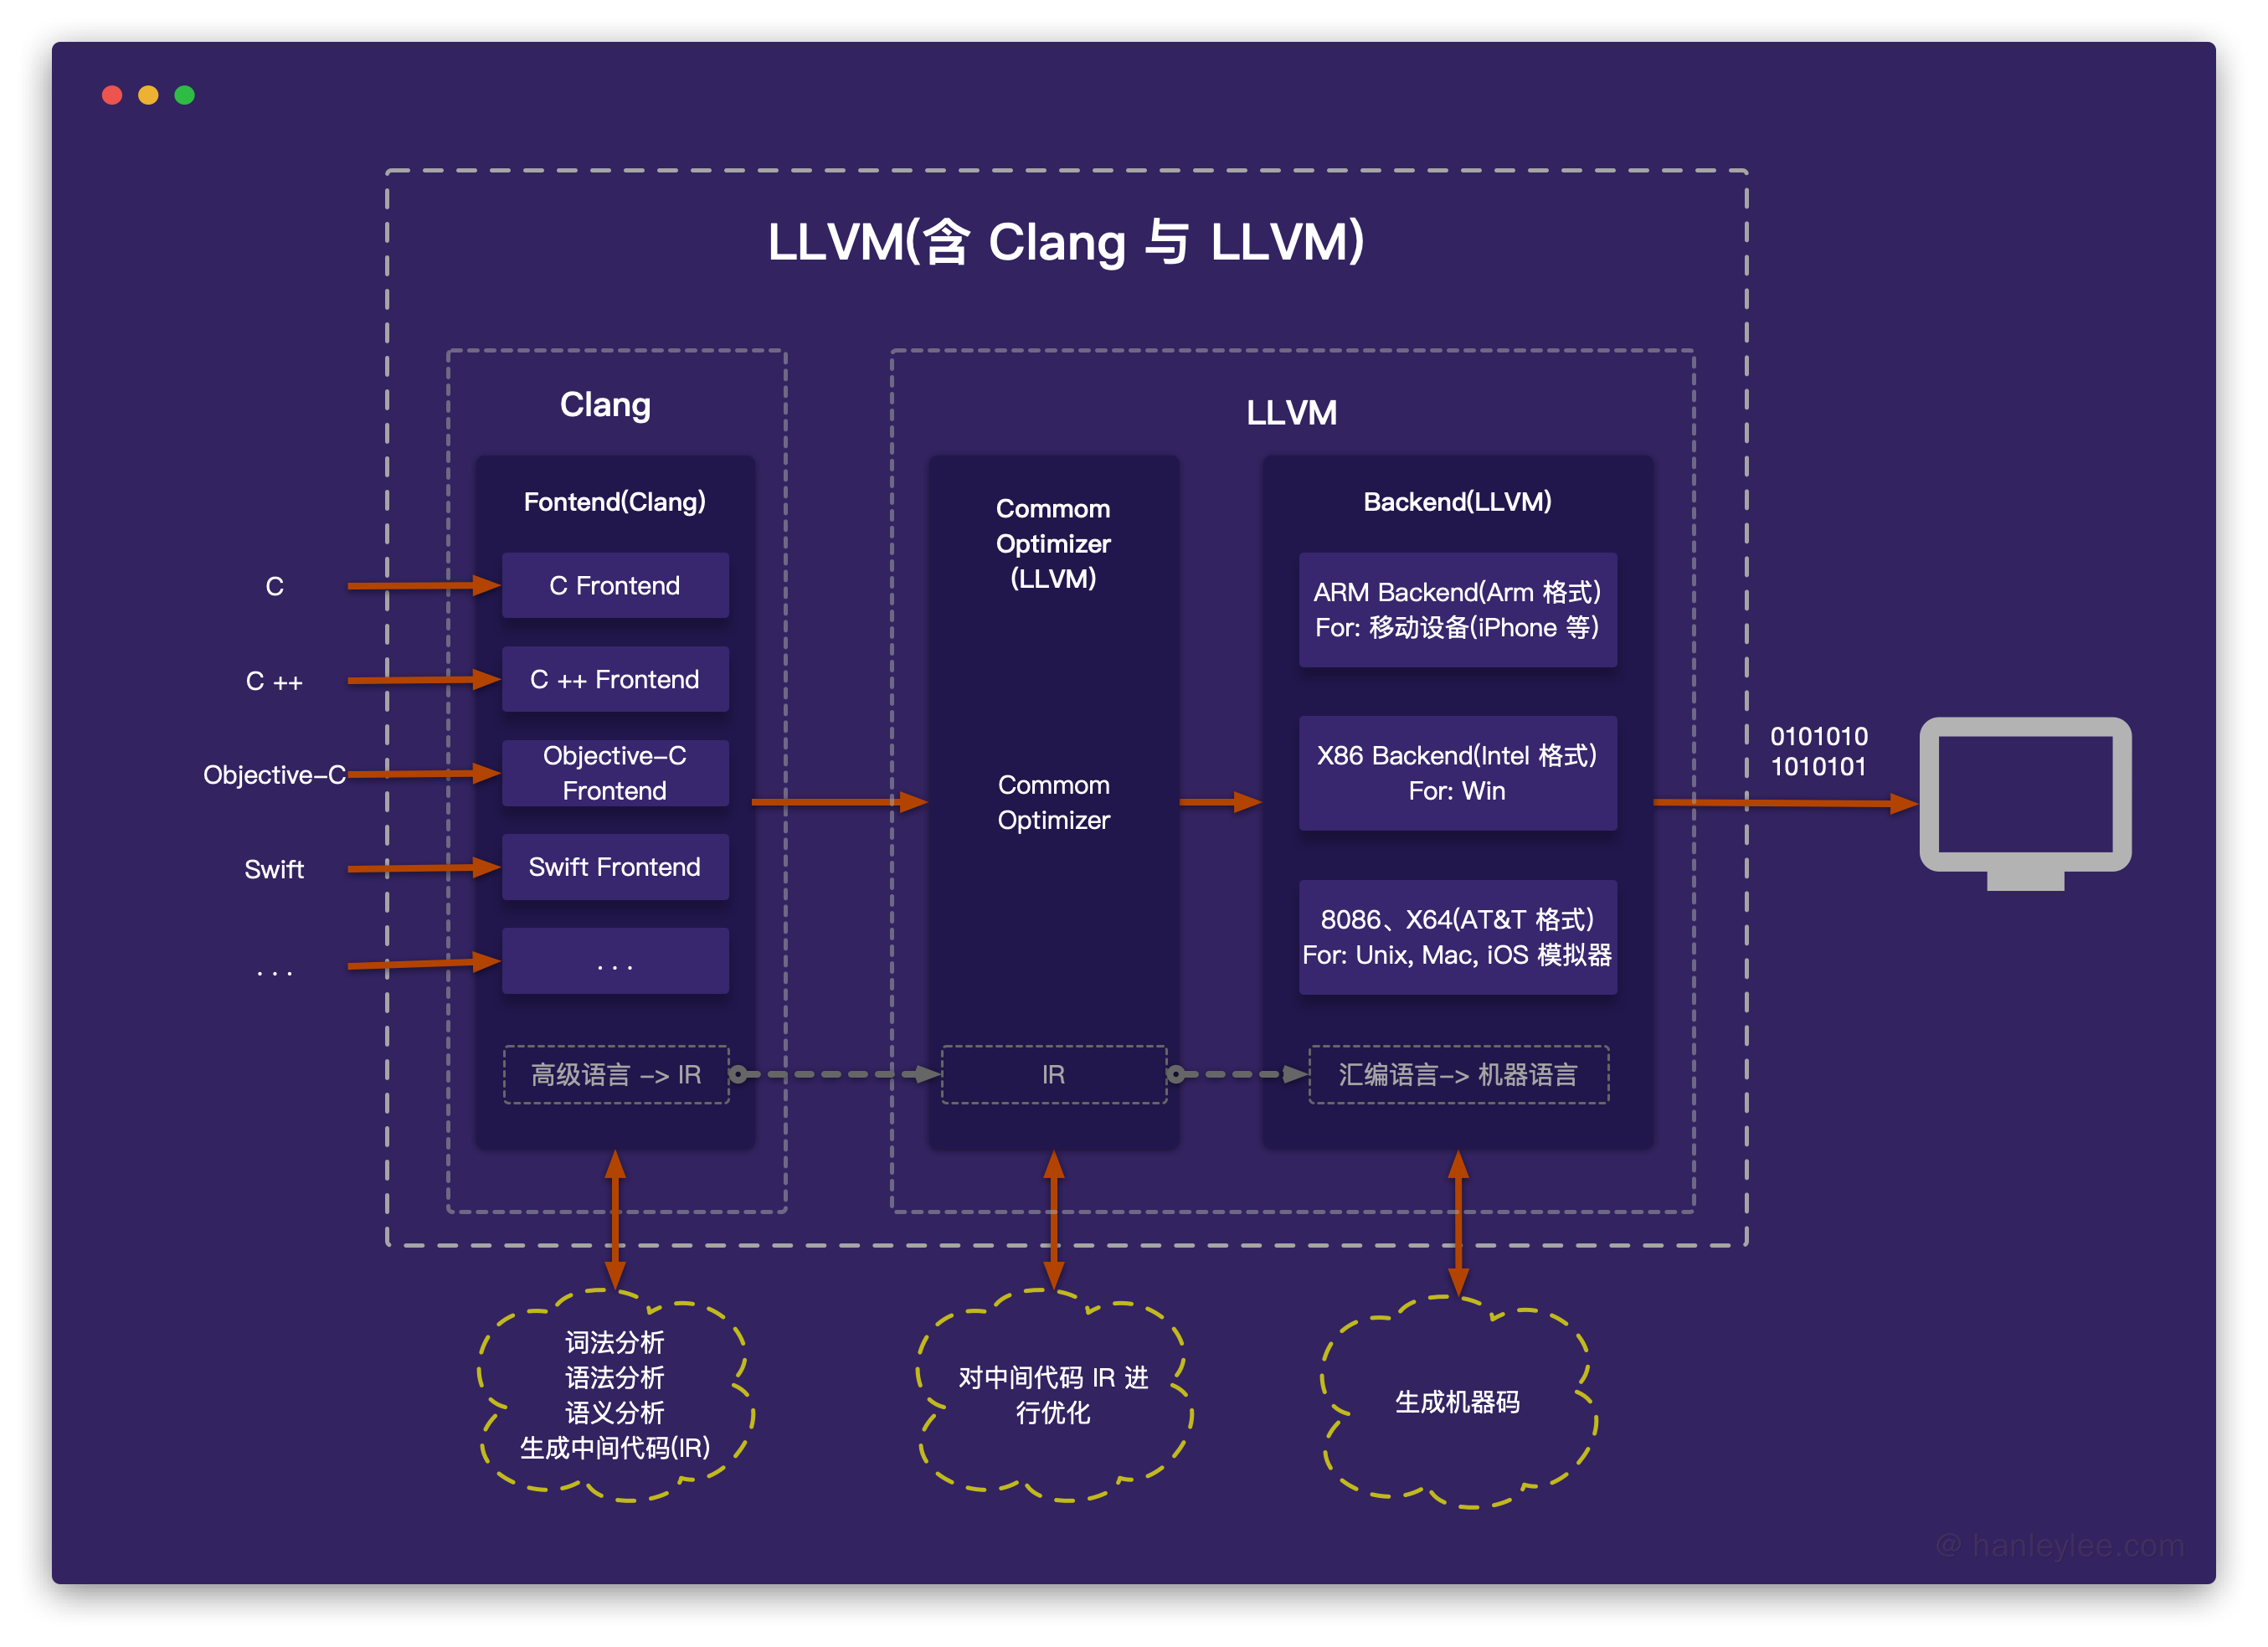 LLVM(含 Clang 与 LLVM)
Clang
LLVM
Fontend(Clang)
C
C Frontend
C ++
C ++ Frontend
Objective-C
Objective-C
Frontend
Swift
Swift Frontend
. . .
. . .
高级语言 -> IR
Commom
Optimizer
(LLVM)
Commom
Optimizer
IR
Backend(LLVM)
ARM Backend(Arm 格式)
For: 移动设备(iPhone 等)
X86 Backend(Intel 格式)
For: Win
8086、X64(AT&T 格式)
For: Unix, Mac, iOS 模拟器
汇编语言-> 机器语言
0101010
1010101
词法分析
语法分析
语义分析
生成中间代码(IR)
对中间代码 IR 进
行优化
生成机器码
@ hanleylee.com